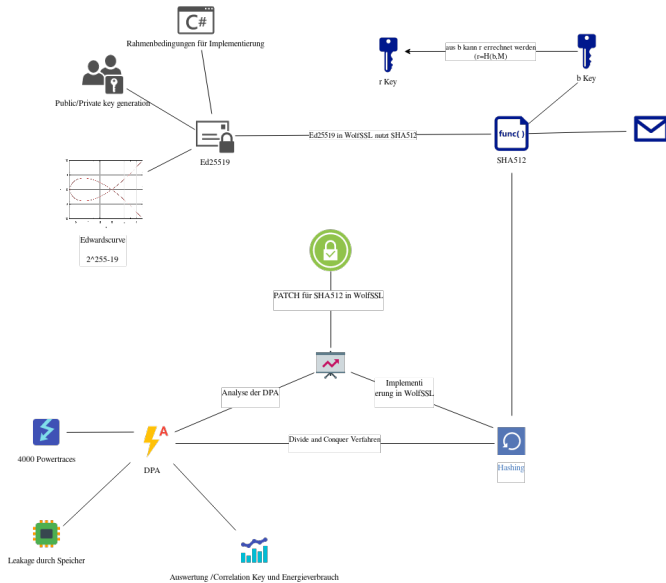 C#
Rahmenbedingungen für Implementierung
aus b kann r errechnet werden
(r=H(b,M)
r Key
b Key
Public/Private key generation
Ed25519 in WolfSSL nutzt SHA512
func( )
Ed25519
SHA512
Edwardscurve
2^255-19
PATCH für SHA512 in WolfSSL
Analyse der DPA
Implementi
erung in WolfSSL
A
Divide and Conquer Verfahren
4000 Powertraces
DPA
Hashing
Leakage durch Speicher
Auswertung /Correlation Key und Energieverbrauch